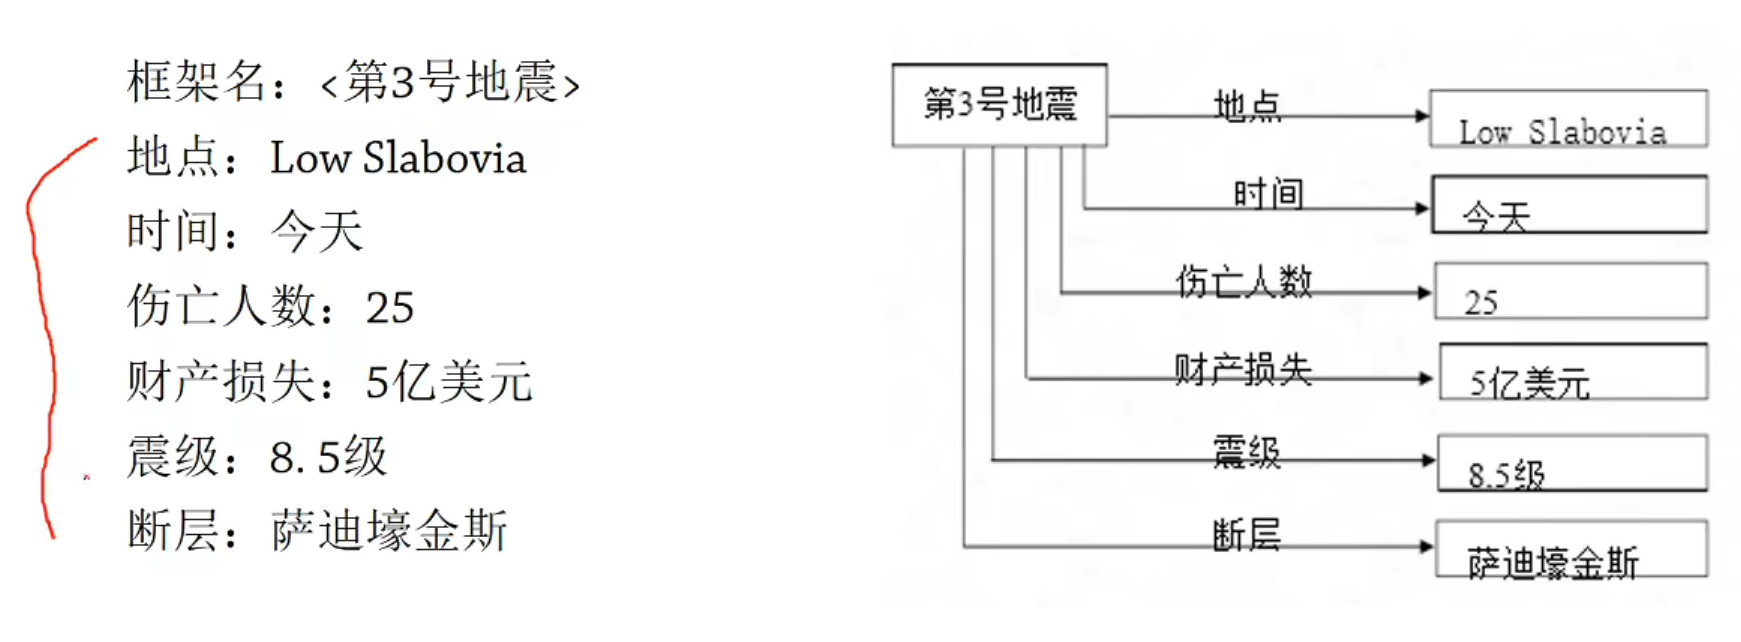 框架名：<第3号地震>
地点：Low Slabovia
时间：今天
伤亡人数：25
财产损失：5亿美元
震级：8.5级
断层：萨迪壕金斯
第3号地震
地点
Low Slabovia
时间
今天
伤亡人数
25
财产损失
5亿美元
震级
8.5级
断层
萨迪壕金斯